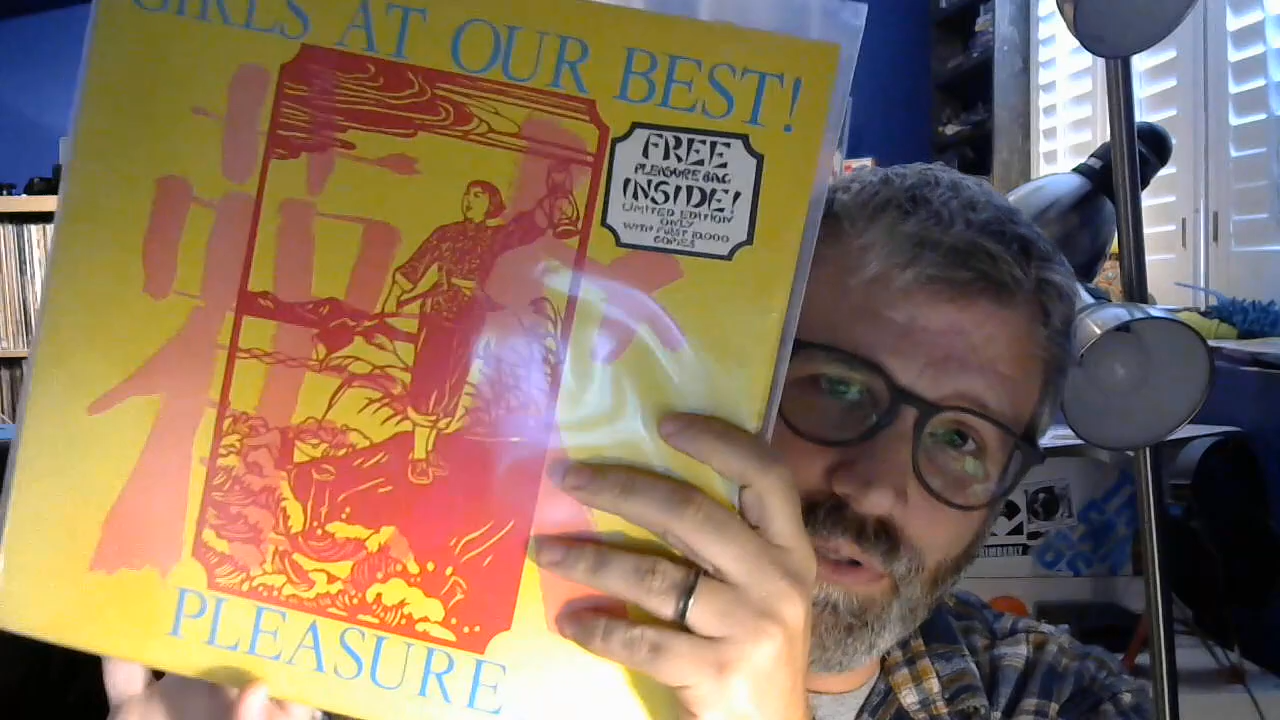 GIRLS AT OUR BEST!
FREE
PLEASURE BAG
INSIDE!
LIMITED EDITION
ONLY
WITH FIRST 10,000
COPIES
PLEASURE